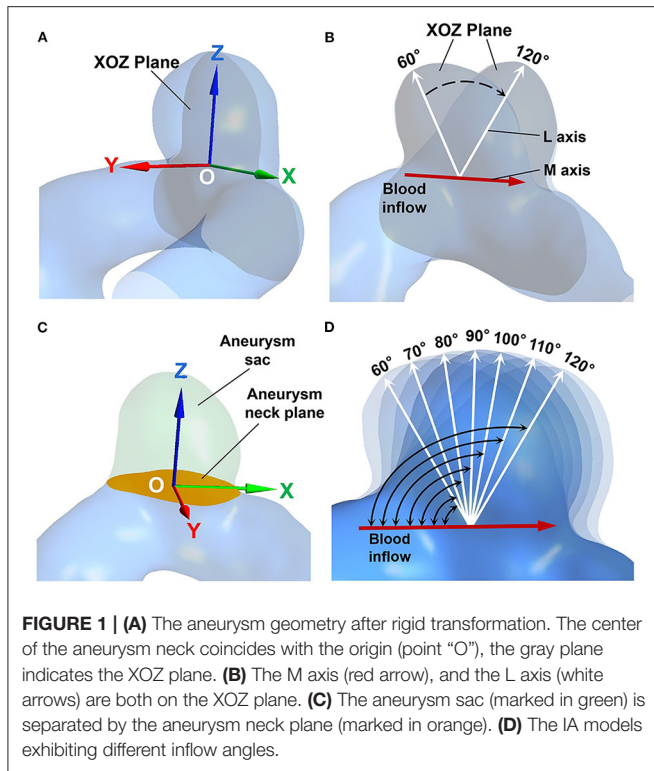 A
XOZ Plane
Z
Y
O
X
B
XOZ Plane
60°
120°
L axis
M axis
Blood
inflow
C
Aneurysm
sac
Z
Aneurysm
neck plane
O
X
Y
D
60°
70°
80°
90°
100°
110°
120°
Blood
inflow
FIGURE 1 | (A) The aneurysm geometry after rigid transformation. The center
of the aneurysm neck coincides with the origin (point “O”), the gray plane
indicates the XOZ plane. (B) The M axis (red arrow), and the L axis (white
arrows) are both on the XOZ plane. (C) The aneurysm sac (marked in green) is
separated by the aneurysm neck plane (marked in orange). (D) The IA models
exhibiting different inflow angles.